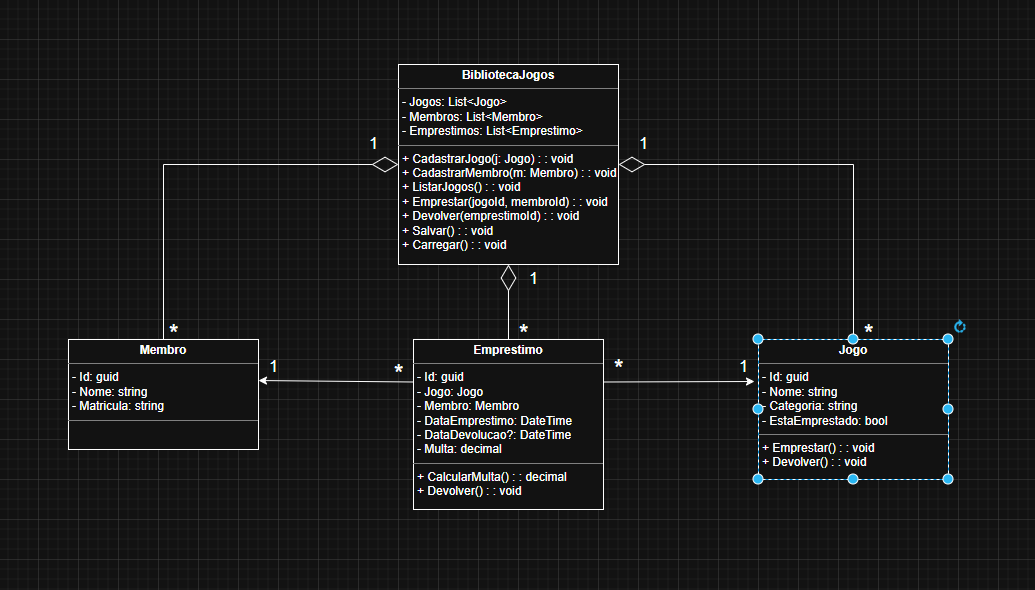 BibliotecaJogos
- Jogos: List<Jogo>
- Membros: List<Membro>
- Emprestimos: List<Emprestimo>
+ CadastrarJogo(j: Jogo) : : void
+ CadastrarMembro(m: Membro) : : void
+ ListarJogos() : : void
+ Emprestar(jogoId, membroId) : : void
+ Devolver(emprestimoId) : : void
+ Salvar() : : void
+ Carregar() : : void
1
1
1
*
*
*
Membro
- Id: guid
- Nome: string
- Matricula: string
1
*
Emprestimo
- Id: guid
- Jogo: Jogo
- Membro: Membro
- DataEmprestimo: DateTime
- DataDevolucao?: DateTime
- Multa: decimal
+ CalcularMulta() : : decimal
+ Devolver() : : void
*
1
Jogo
- Id: guid
- Nome: string
- Categoria: string
- EstaEmprestado: bool
+ Emprestar() : : void
+ Devolver() : : void